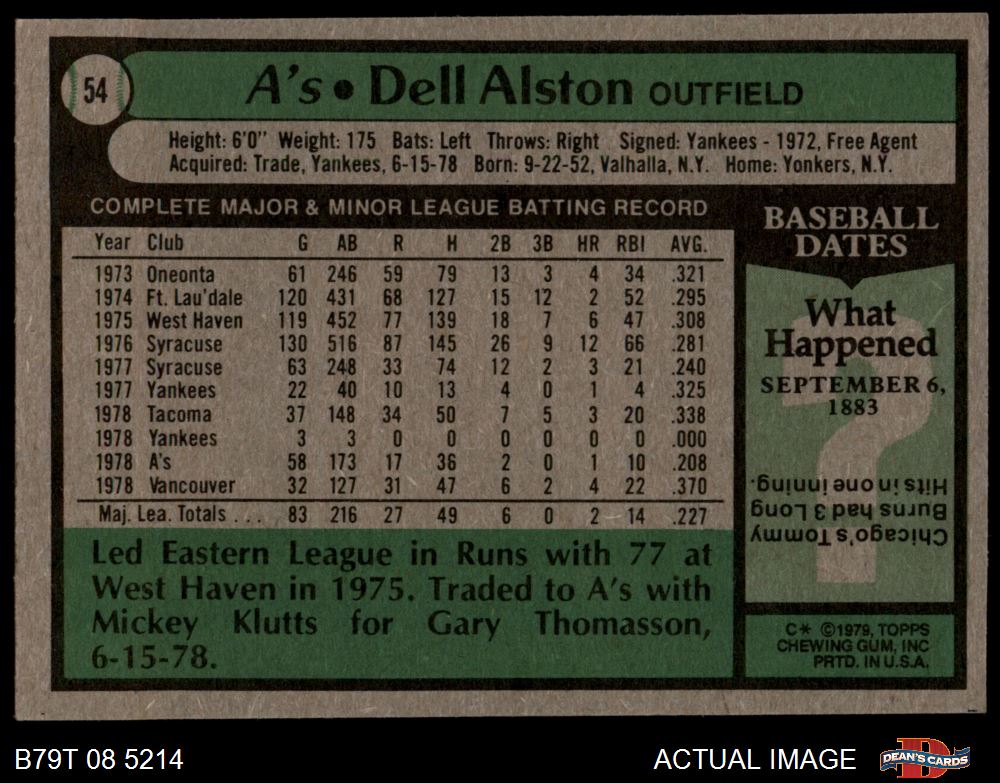 54
A's • Dell Alston OUTFIELD
Height: 6'0" Weight: 175 Bats: Left Throws: Right Signed: Yankees - 1972, Free Agent
Acquired: Trade, Yankees, 6-15-78 Born: 9-22-52, Valhalla, N.Y. Home: Yonkers, N.Y.
COMPLETE MAJOR & MINOR LEAGUE BATTING RECORD
Year Club G AB R H 2B 3B HR RBI AVG.
1973 Oneonta 61 246 59 79 13 3 4 34 .321
1974 Ft. Lau'dale 120 431 68 127 15 12 2 52 .295
1975 West Haven 119 452 77 139 18 7 6 47 .308
1976 Syracuse 130 516 87 145 26 9 12 66 .281
1977 Syracuse 63 248 33 74 12 2 3 21 .240
1977 Yankees 22 40 10 13 4 0 1 4 .325
1978 Tacoma 37 148 34 50 7 5 3 20 .338
1978 Yankees 3 3 0 0 0 0 0 0 .000
1978 A's 58 173 17 36 2 0 1 10 .208
1978 Vancouver 32 127 31 47 6 2 4 22 .370
Maj. Lea. Totals . . . 83 216 27 49 6 0 2 14 .227
Led Eastern League in Runs with 77 at
West Haven in 1975. Traded to A's with
Mickey Klutts for Gary Thomasson,
6-15-78.
BASEBALL
DATES
What
Happened
SEPTEMBER 6,
1883
?
Chicago's Tommy
Burns had 3 Long
Hits in one inning.
C* ©1979, TOPPS
CHEWING GUM, INC
PRTD. IN U.S.A.
B79T 08 5214
ACTUAL IMAGE
D
DEAN'S CARDS